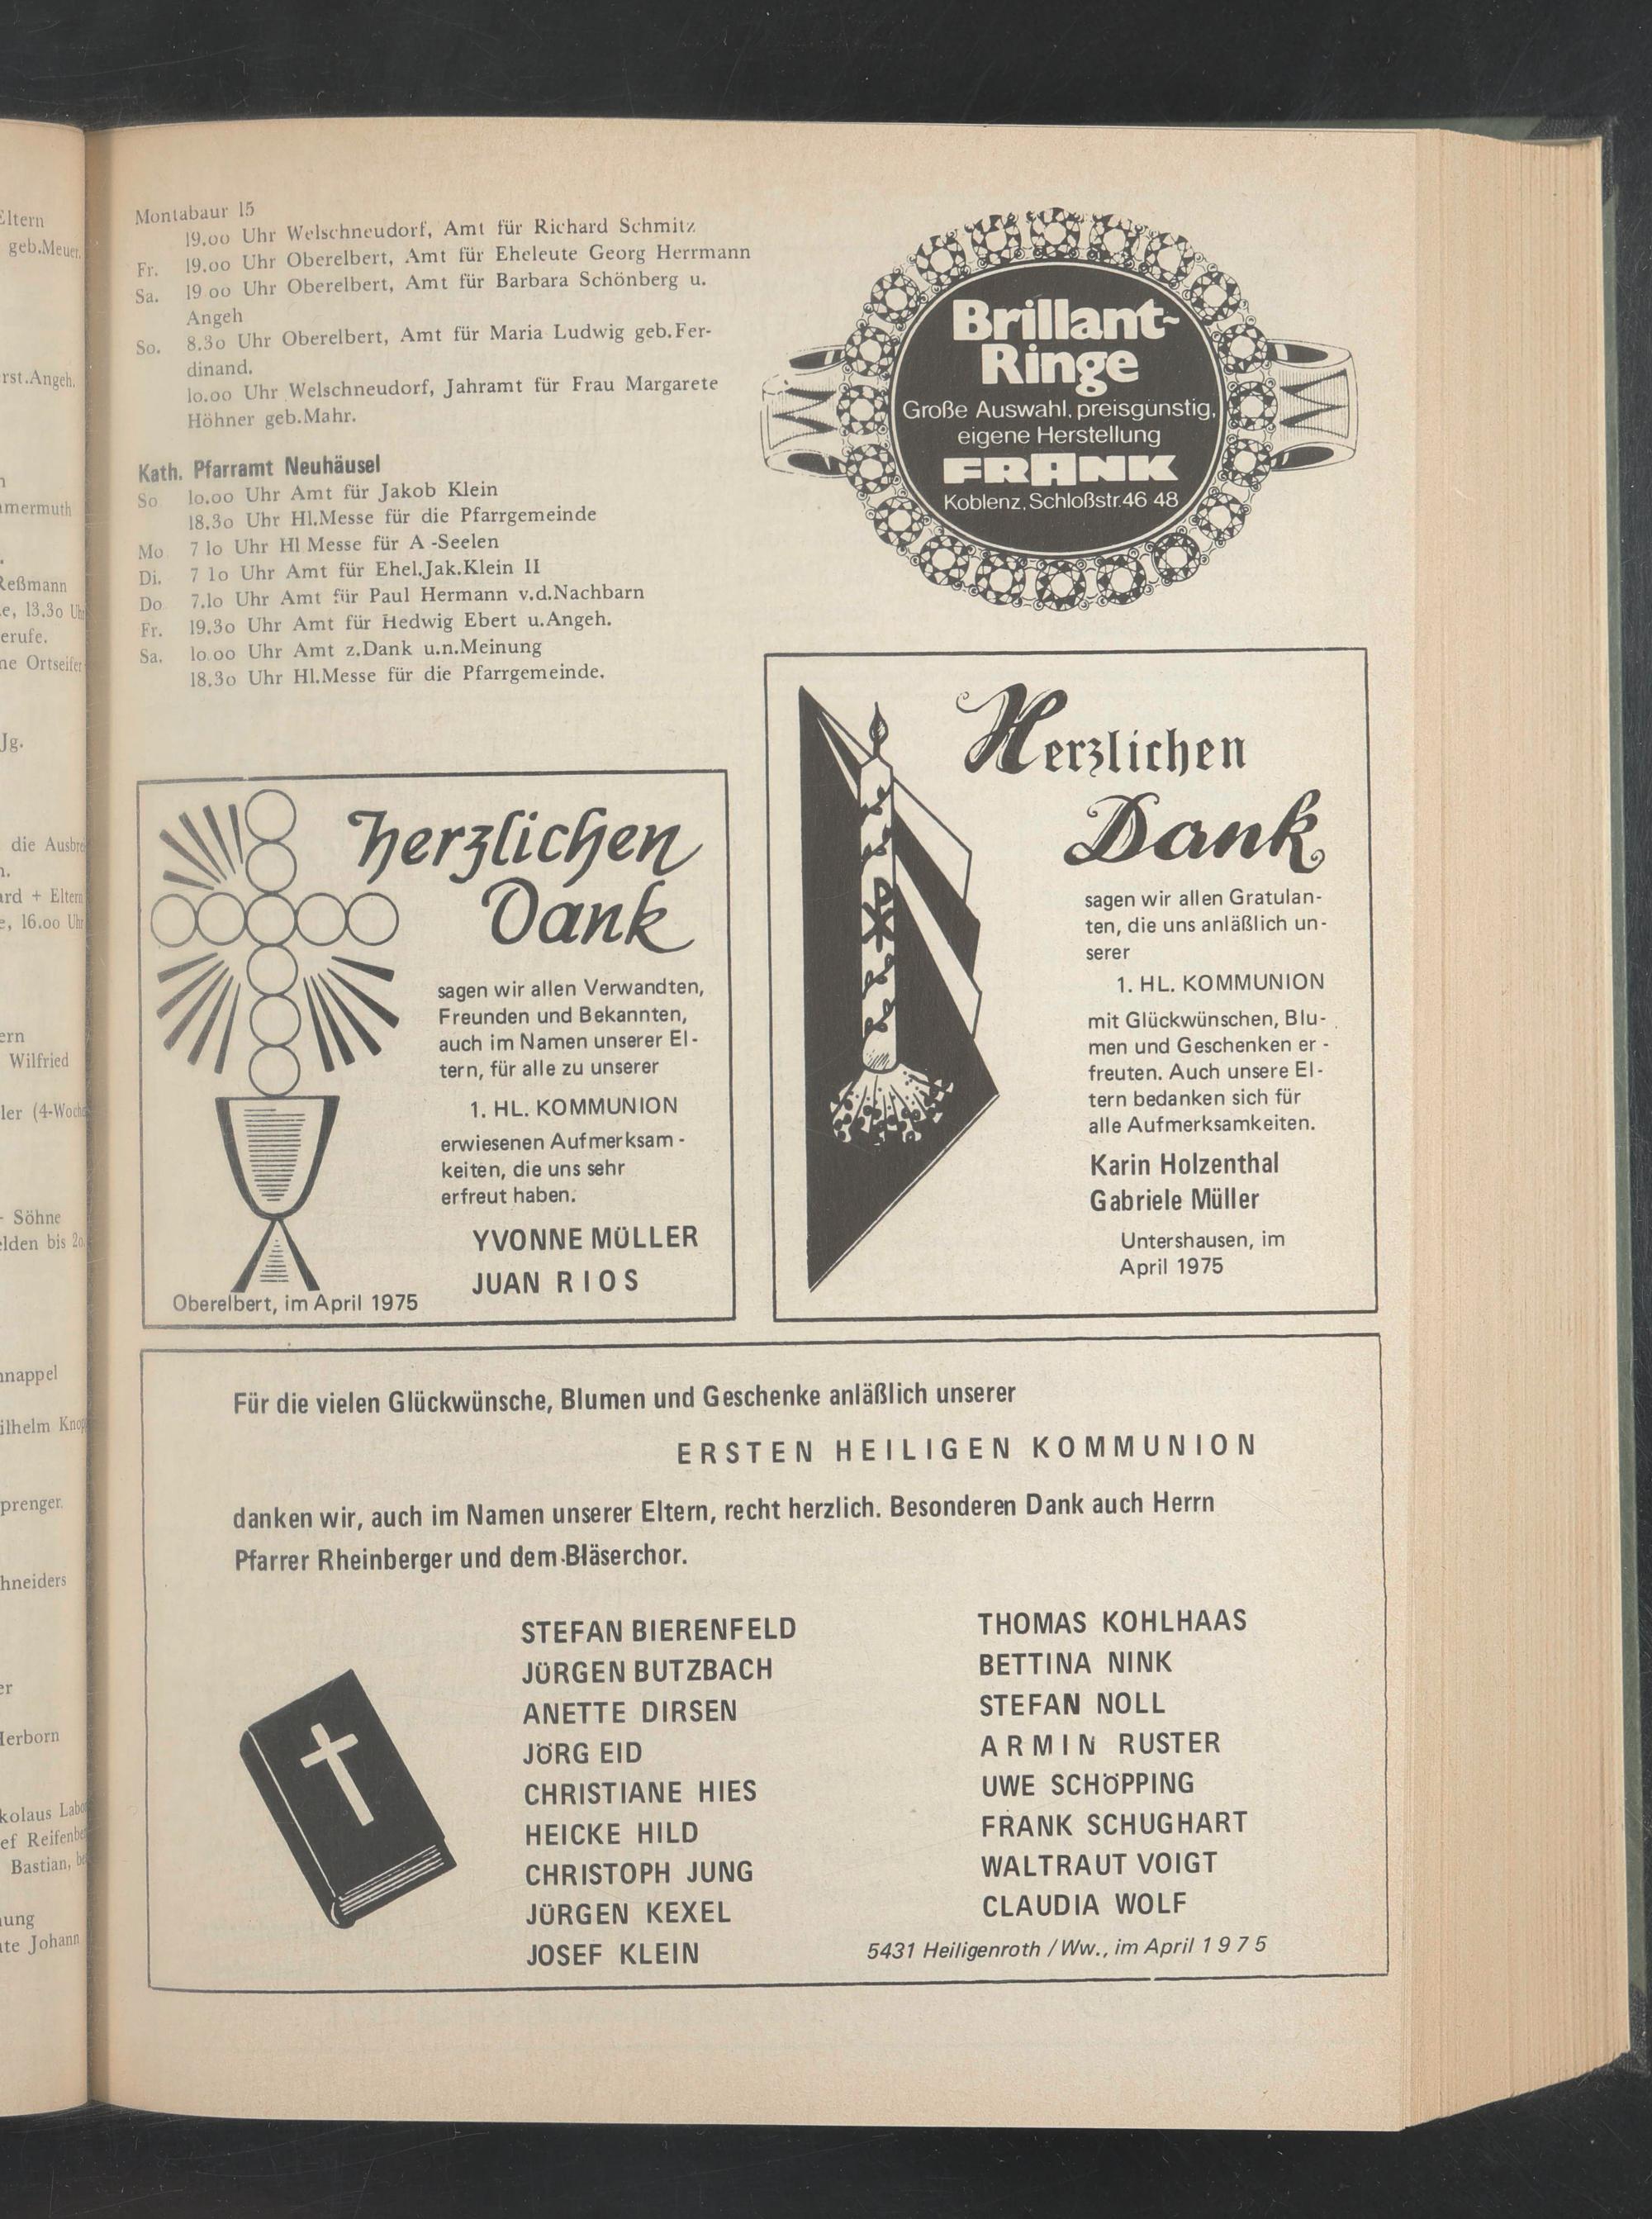 Montabaur 15
19.oo Uhr Welschneudorf, Amt für Richard Schmitz
Fr. 19.oo Uhr Oberelbert, Amt für Eheleute Georg Herrmann
Sa. 19 oo Uhr Oberelbert, Amt für Barbara Schönberg u.
Angeh
So. 8.3o Uhr Oberelbert, Amt für Maria Ludwig geb.Fer-
dinand.
lo.oo Uhr Welschneudorf, Jahramt für Frau Margarete
Höhner geb.Mahr.
Kath. Pfarramt Neuhäusel
So lo.oo Uhr Amt für Jakob Klein
18.3o Uhr Hl.Messe für die Pfarrgemeinde
Mo 7 lo Uhr Hl Messe für A -Seelen
Di. 7 lo Uhr Amt für Ehel.Jak.Klein II
Do 7.lo Uhr Amt für Paul Hermann v.d.Nachbarn
Fr. 19.3o Uhr Amt für Hedwig Ebert u.Angeh.
Sa. lo.oo Uhr Amt z.Dank u.n.Meinung
18.3o Uhr Hl.Messe für die Pfarrgemeinde.
Brillant-
Ringe
Große Auswahl, preisgünstig,
eigene Herstellung
FRANK
Koblenz, Schloßstr.46 48
herzlichen
Dank
sagen wir allen Verwandten,
Freunden und Bekannten,
auch im Namen unserer El-
tern, für alle zu unserer
1. HL. KOMMUNION
erwiesenen Aufmerksam -
keiten, die uns sehr
erfreut haben.
YVONNE MÜLLER
JUAN RIOS
Oberelbert, im April 1975
Herzlichen
Dank
sagen wir allen Gratulan-
ten, die uns anläßlich un-
serer
1. HL. KOMMUNION
mit Glückwünschen, Blu-
men und Geschenken er -
freuten. Auch unsere El-
tern bedanken sich für
alle Aufmerksamkeiten.
Karin Holzenthal
Gabriele Müller
Untershausen, im
April 1975
Für die vielen Glückwünsche, Blumen und Geschenke anläßlich unserer
ERSTEN HEILIGEN KOMMUNION
danken wir, auch im Namen unserer Eltern, recht herzlich. Besonderen Dank auch Herrn
Pfarrer Rheinberger und dem Bläserchor.
STEFAN BIERENFELD
JÜRGEN BUTZBACH
ANETTE DIRSEN
JÖRG EID
CHRISTIANE HIES
HEICKE HILD
CHRISTOPH JUNG
JÜRGEN KEXEL
JOSEF KLEIN
THOMAS KOHLHAAS
BETTINA NINK
STEFAN NOLL
ARMIN RUSTER
UWE SCHÖPPING
FRANK SCHUGHART
WALTRAUT VOIGT
CLAUDIA WOLF
5431 Heiligenroth / Ww., im April 1975